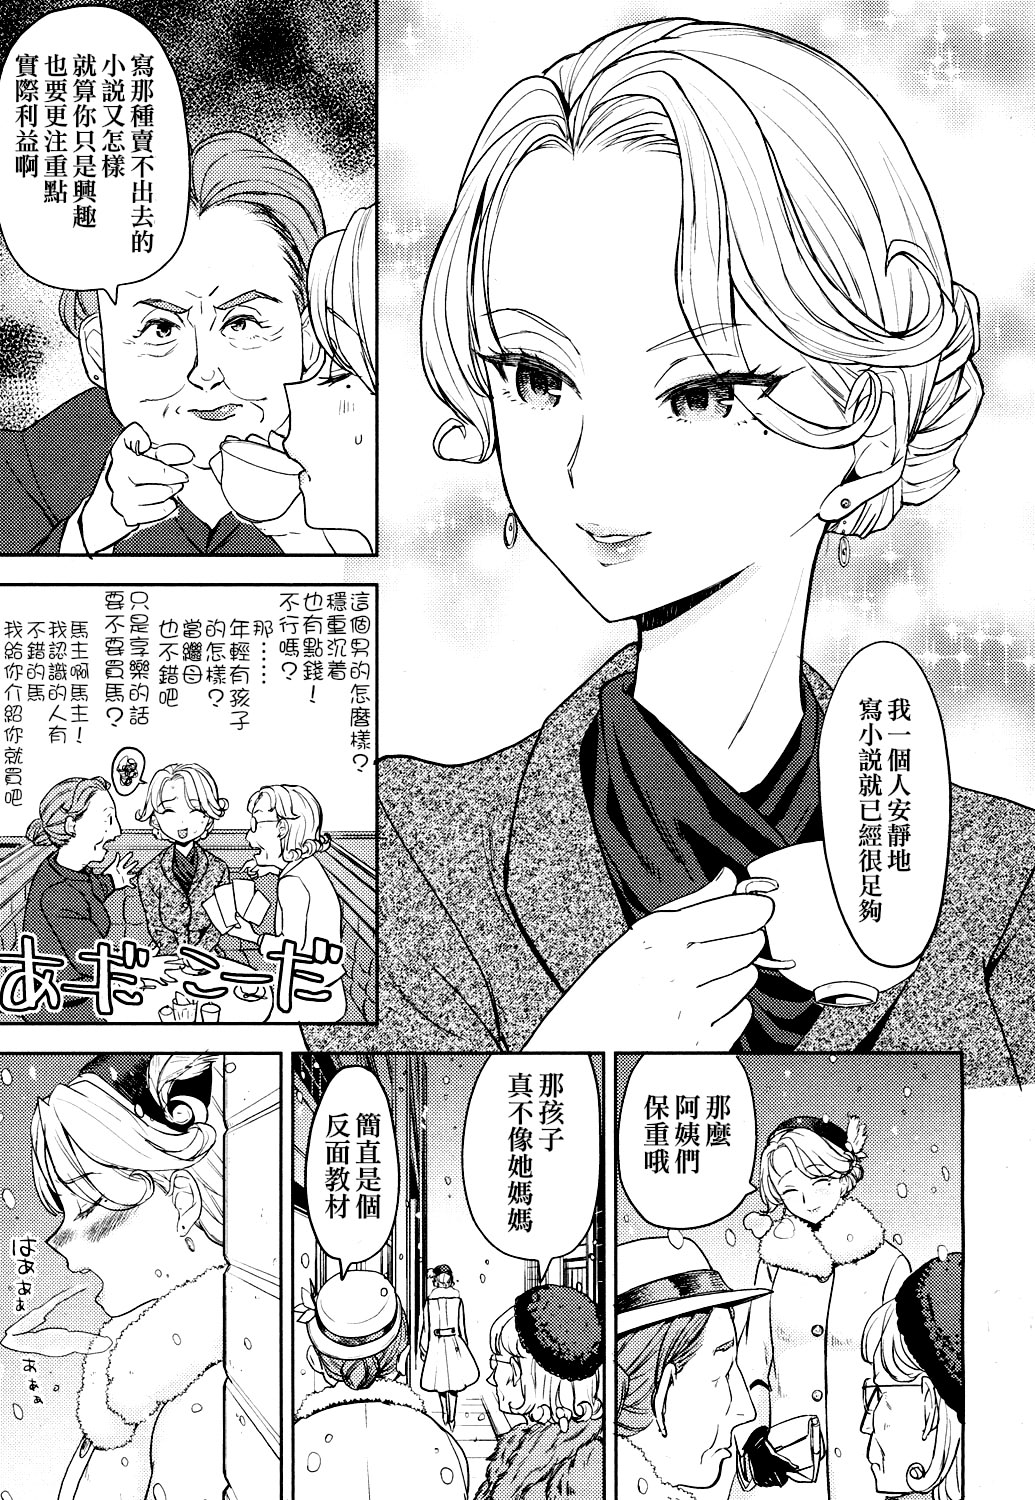 我一個人安靜地
寫小說就已經很足夠
寫那種賣不出去的
小說又怎樣
就算你只是興趣
也要更注重點
實際利益啊
這個男的怎麼樣？
穩重沉着
也有點錢！
不行嗎？
那……
年輕有孩子
的怎樣？
當繼母
也不錯吧
只是享樂的話
要不要買馬？
馬主啊馬主！
我認識的人有
不錯的馬
我給你介紹你就買吧
あーだ こーだ
那麼
阿姨們
保重哦
那孩子
真不像她媽媽
簡直是個
反面教材
はぁぁぁ
ぁぁぁ